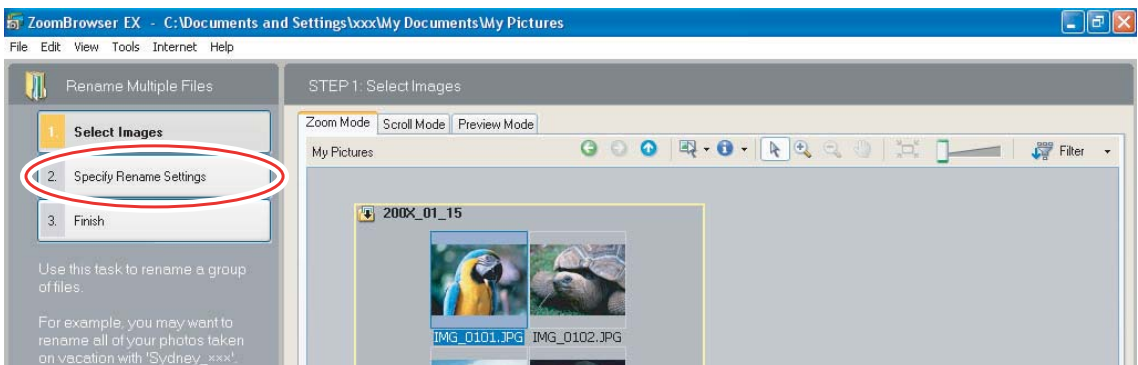 ZoomBrowser EX - C:\Documents and Settings\xxx\My Documents\My Pictures
File Edit View Tools Internet Help
Rename Multiple Files
STEP 1: Select Images
1. Select Images
2. Specify Rename Settings
3. Finish
Use this task to rename a group
of files.
For example, you may want to
rename all of your photos taken
on vacation with 'Sydney_xxx'.
Zoom Mode Scroll Mode Preview Mode
My Pictures
Filter
200X_01_15
IMG_0101.JPG IMG_0102.JPG